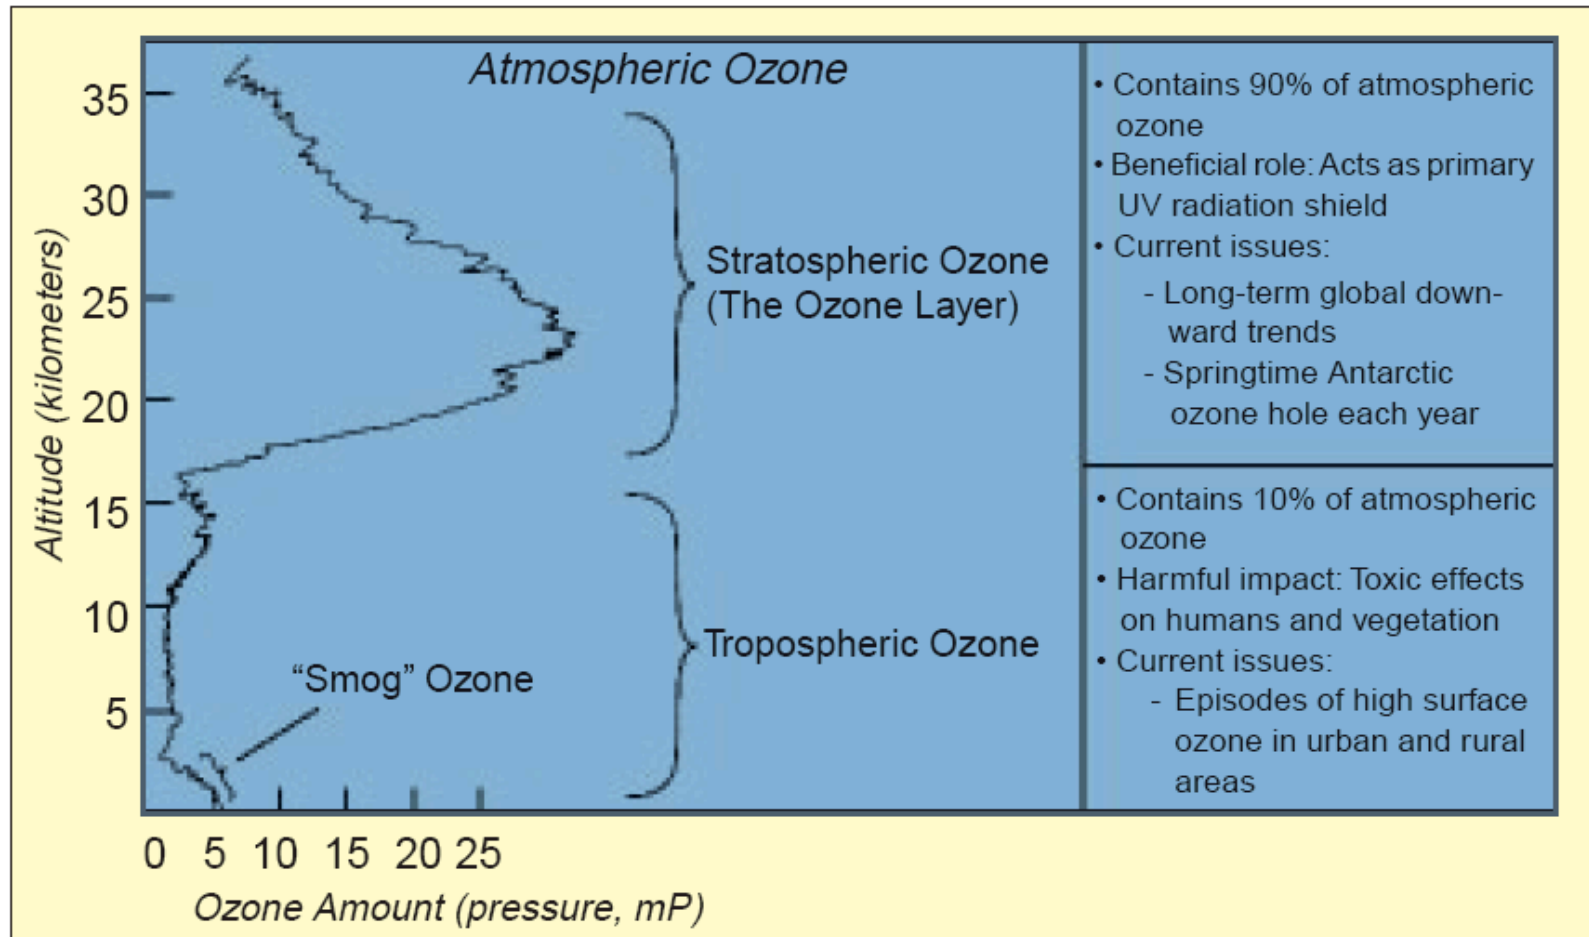 Atmospheric Ozone
35
30
25
20
15
10
5
Altitude (kilometers)
Stratospheric Ozone
(The Ozone Layer)
Tropospheric Ozone
“Smog” Ozone
0 5 10 15 20 25
Ozone Amount (pressure, mP)
• Contains 90% of atmospheric
ozone
• Beneficial role: Acts as primary
UV radiation shield
• Current issues:
- Long-term global down-
ward trends
- Springtime Antarctic
ozone hole each year
• Contains 10% of atmospheric
ozone
• Harmful impact: Toxic effects
on humans and vegetation
• Current issues:
- Episodes of high surface
ozone in urban and rural
areas